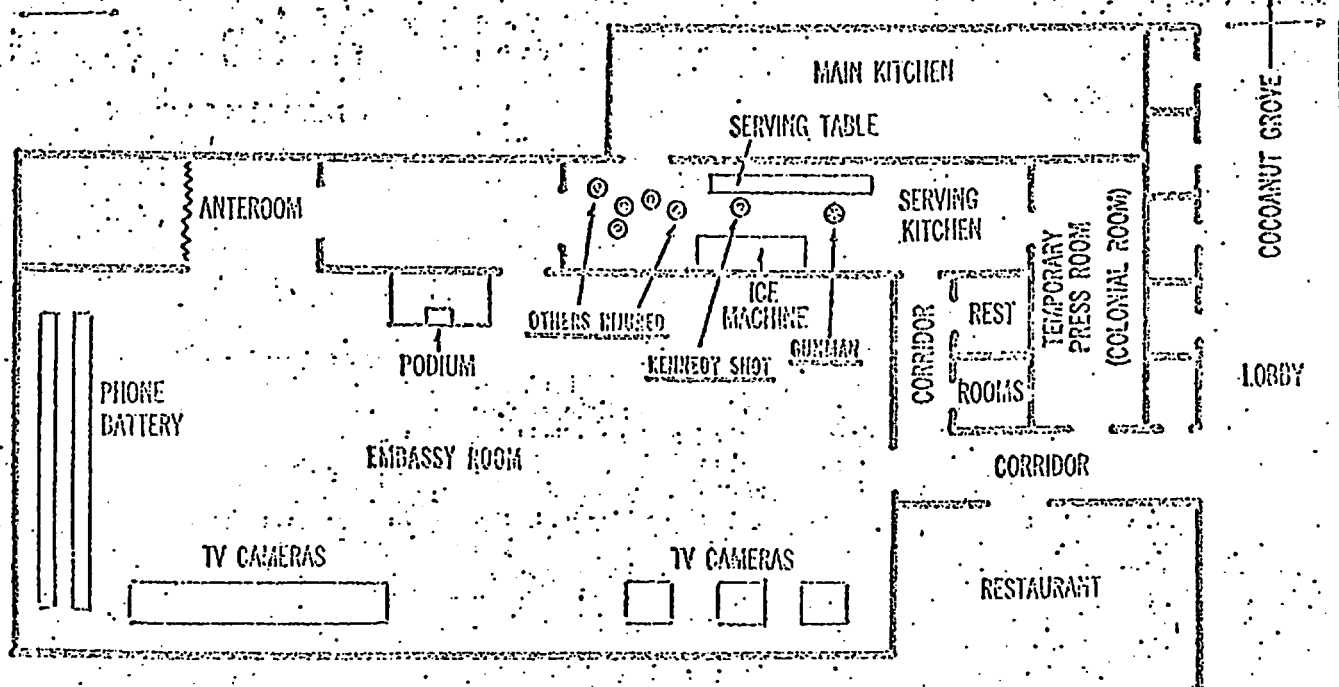 MAIN KITCHEN
SERVING TABLE
COCOANUT GROVE
ANTEROOM
SERVING
KITCHEN
TEMPORARY
PRESS ROOM
(COLONIAL ROOM)
OTHERS INJURED
ICE
MACHINE
KENNEDY SHOT
GUNMAN
CORRIDOR
REST
ROOMS
PODIUM
PHONE
BATTERY
LOBBY
EMBASSY ROOM
CORRIDOR
TV CAMERAS
TV CAMERAS
RESTAURANT